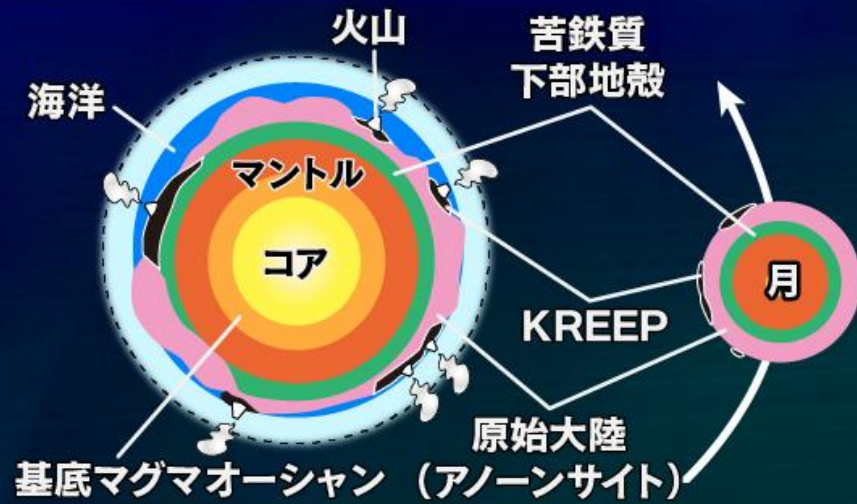 火山
海洋
苦鉄質
下部地殻
マントル
コア
月
KREEP
原始大陸
(アノーンサイト)
基底マグマオーシャン